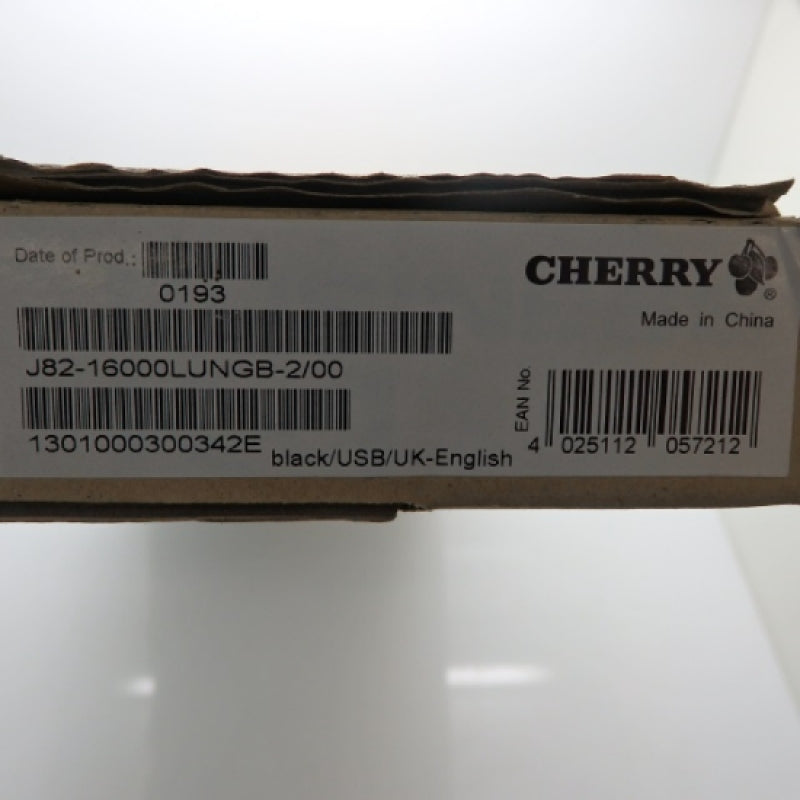 Date of Prod.:
0193
CHERRY ®
Made in China
J82-16000LUNGB-2/00
1301000300342E
black/USB/UK-English
EAN No.
4 025112 057212